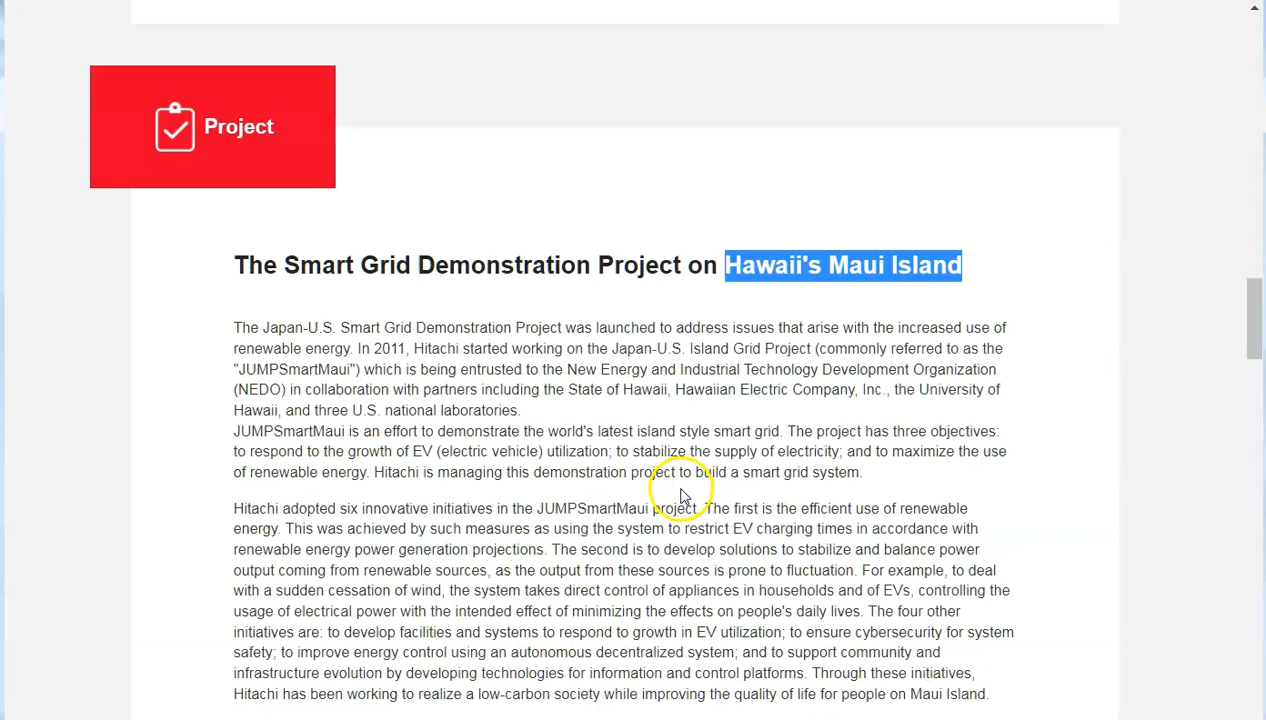 Project
The Smart Grid Demonstration Project on Hawaii's Maui Island
The Japan-U.S. Smart Grid Demonstration Project was launched to address issues that arise with the increased use of
renewable energy. In 2011, Hitachi started working on the Japan-U.S. Island Grid Project (commonly referred to as the
"JUMPSmartMaui") which is being entrusted to the New Energy and Industrial Technology Development Organization
(NEDO) in collaboration with partners including the State of Hawaii, Hawaiian Electric Company, Inc., the University of
Hawaii, and three U.S. national laboratories.
JUMPSmartMaui is an effort to demonstrate the world's latest island style smart grid. The project has three objectives:
to respond to the growth of EV (electric vehicle) utilization; to stabilize the supply of electricity; and to maximize the use
of renewable energy. Hitachi is managing this demonstration project to build a smart grid system.
Hitachi adopted six innovative initiatives in the JUMPSmartMaui project. The first is the efficient use of renewable
energy. This was achieved by such measures as using the system to restrict EV charging times in accordance with
renewable energy power generation projections. The second is to develop solutions to stabilize and balance power
output coming from renewable sources, as the output from these sources is prone to fluctuation. For example, to deal
with a sudden cessation of wind, the system takes direct control of appliances in households and of EVs, controlling the
usage of electrical power with the intended effect of minimizing the effects on people's daily lives. The four other
initiatives are: to develop facilities and systems to respond to growth in EV utilization; to ensure cybersecurity for system
safety; to improve energy control using an autonomous decentralized system; and to support community and
infrastructure evolution by developing technologies for information and control platforms. Through these initiatives,
Hitachi has been working to realize a low-carbon society while improving the quality of life for people on Maui Island.